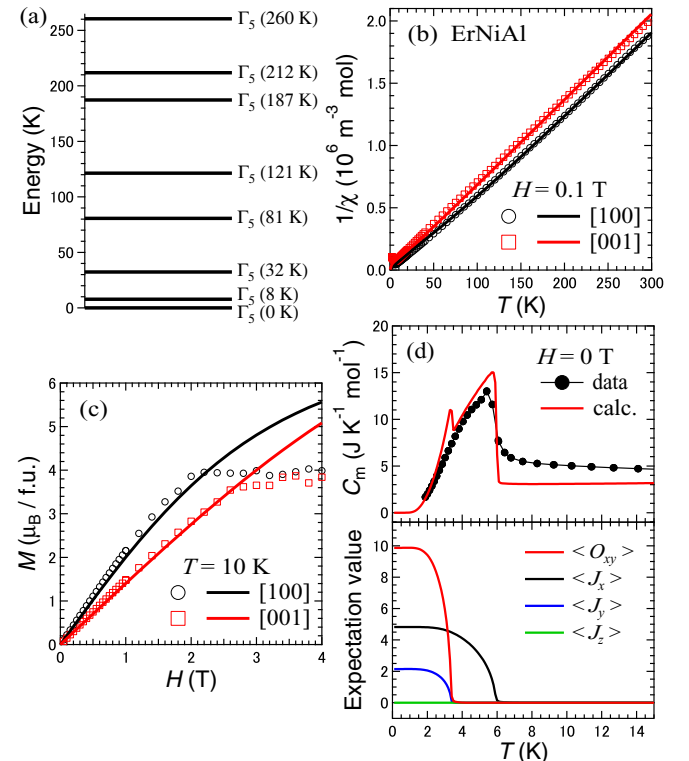 (a)
Energy (K)
250
200
150
100
50
0
Γ5 (260 K)
Γ5 (212 K)
Γ5 (187 K)
Γ5 (121 K)
Γ5 (81 K)
Γ5 (32 K)
Γ5 (8 K)
Γ5 (0 K)
(b) ErNiAl
1/χ (10⁶ m⁻³ mol)
2.0
1.5
1.0
0.5
0.0
H = 0.1 T
[100]
[001]
0 50 100 150 200 250 300
T (K)
(c)
M (μB / f.u.)
6
5
4
3
2
1
0
T = 10 K
[100]
[001]
0 1 2 3 4
H (T)
(d)
H = 0 T
data
calc.
Cm (J K⁻¹ mol⁻¹)
20
15
10
5
0
Expectation value
10
8
6
4
2
0
< Oxy >
< Jx >
< Jy >
< Jz >
0 2 4 6 8 10 12 14
T (K)